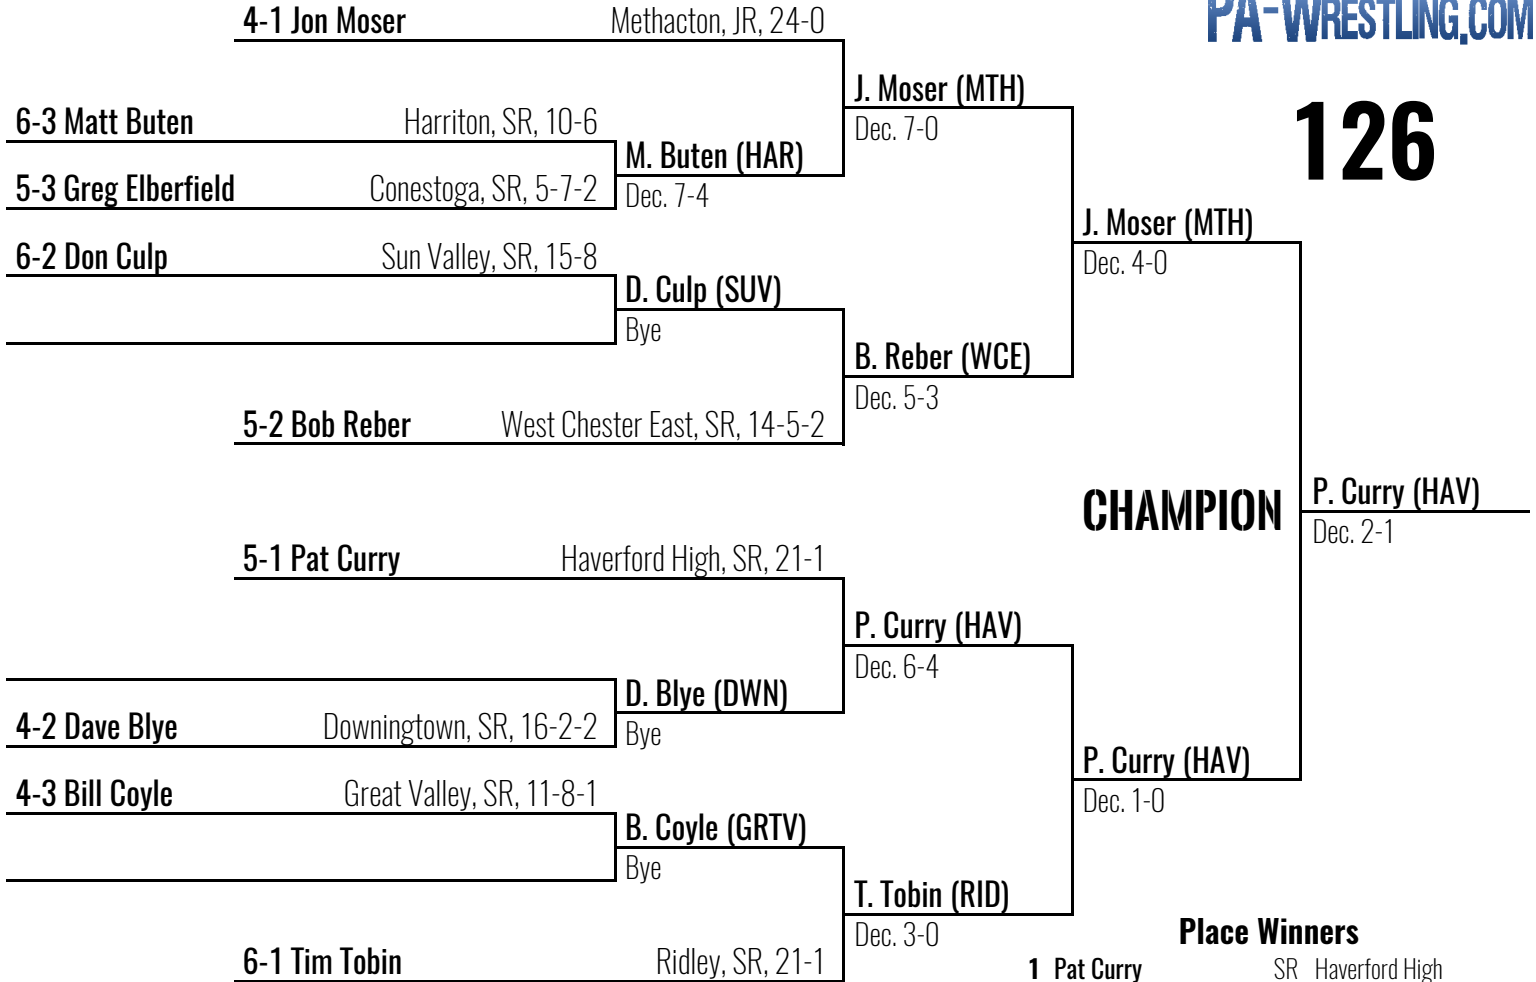 PA-WRESTLING.COM
4-1 Jon Moser Methacton, JR, 24-0
J. Moser (MTH)
126
6-3 Matt Buten Harriton, SR, 10-6
Dec. 7-0
M. Buten (HAR)
5-3 Greg Elberfield Conestoga, SR, 5-7-2
Dec. 7-4
J. Moser (MTH)
6-2 Don Culp Sun Valley, SR, 15-8
Dec. 4-0
D. Culp (SUV)
Bye
B. Reber (WCE)
Dec. 5-3
5-2 Bob Reber West Chester East, SR, 14-5-2
CHAMPION
P. Curry (HAV)
Dec. 2-1
5-1 Pat Curry Haverford High, SR, 21-1
P. Curry (HAV)
Dec. 6-4
D. Blye (DWN)
4-2 Dave Blye Downingtown, SR, 16-2-2
Bye
P. Curry (HAV)
4-3 Bill Coyle Great Valley, SR, 11-8-1
Dec. 1-0
B. Coyle (GRTV)
Bye
T. Tobin (RID)
Dec. 3-0
Place Winners
6-1 Tim Tobin Ridley, SR, 21-1
1 Pat Curry SR Haverford High